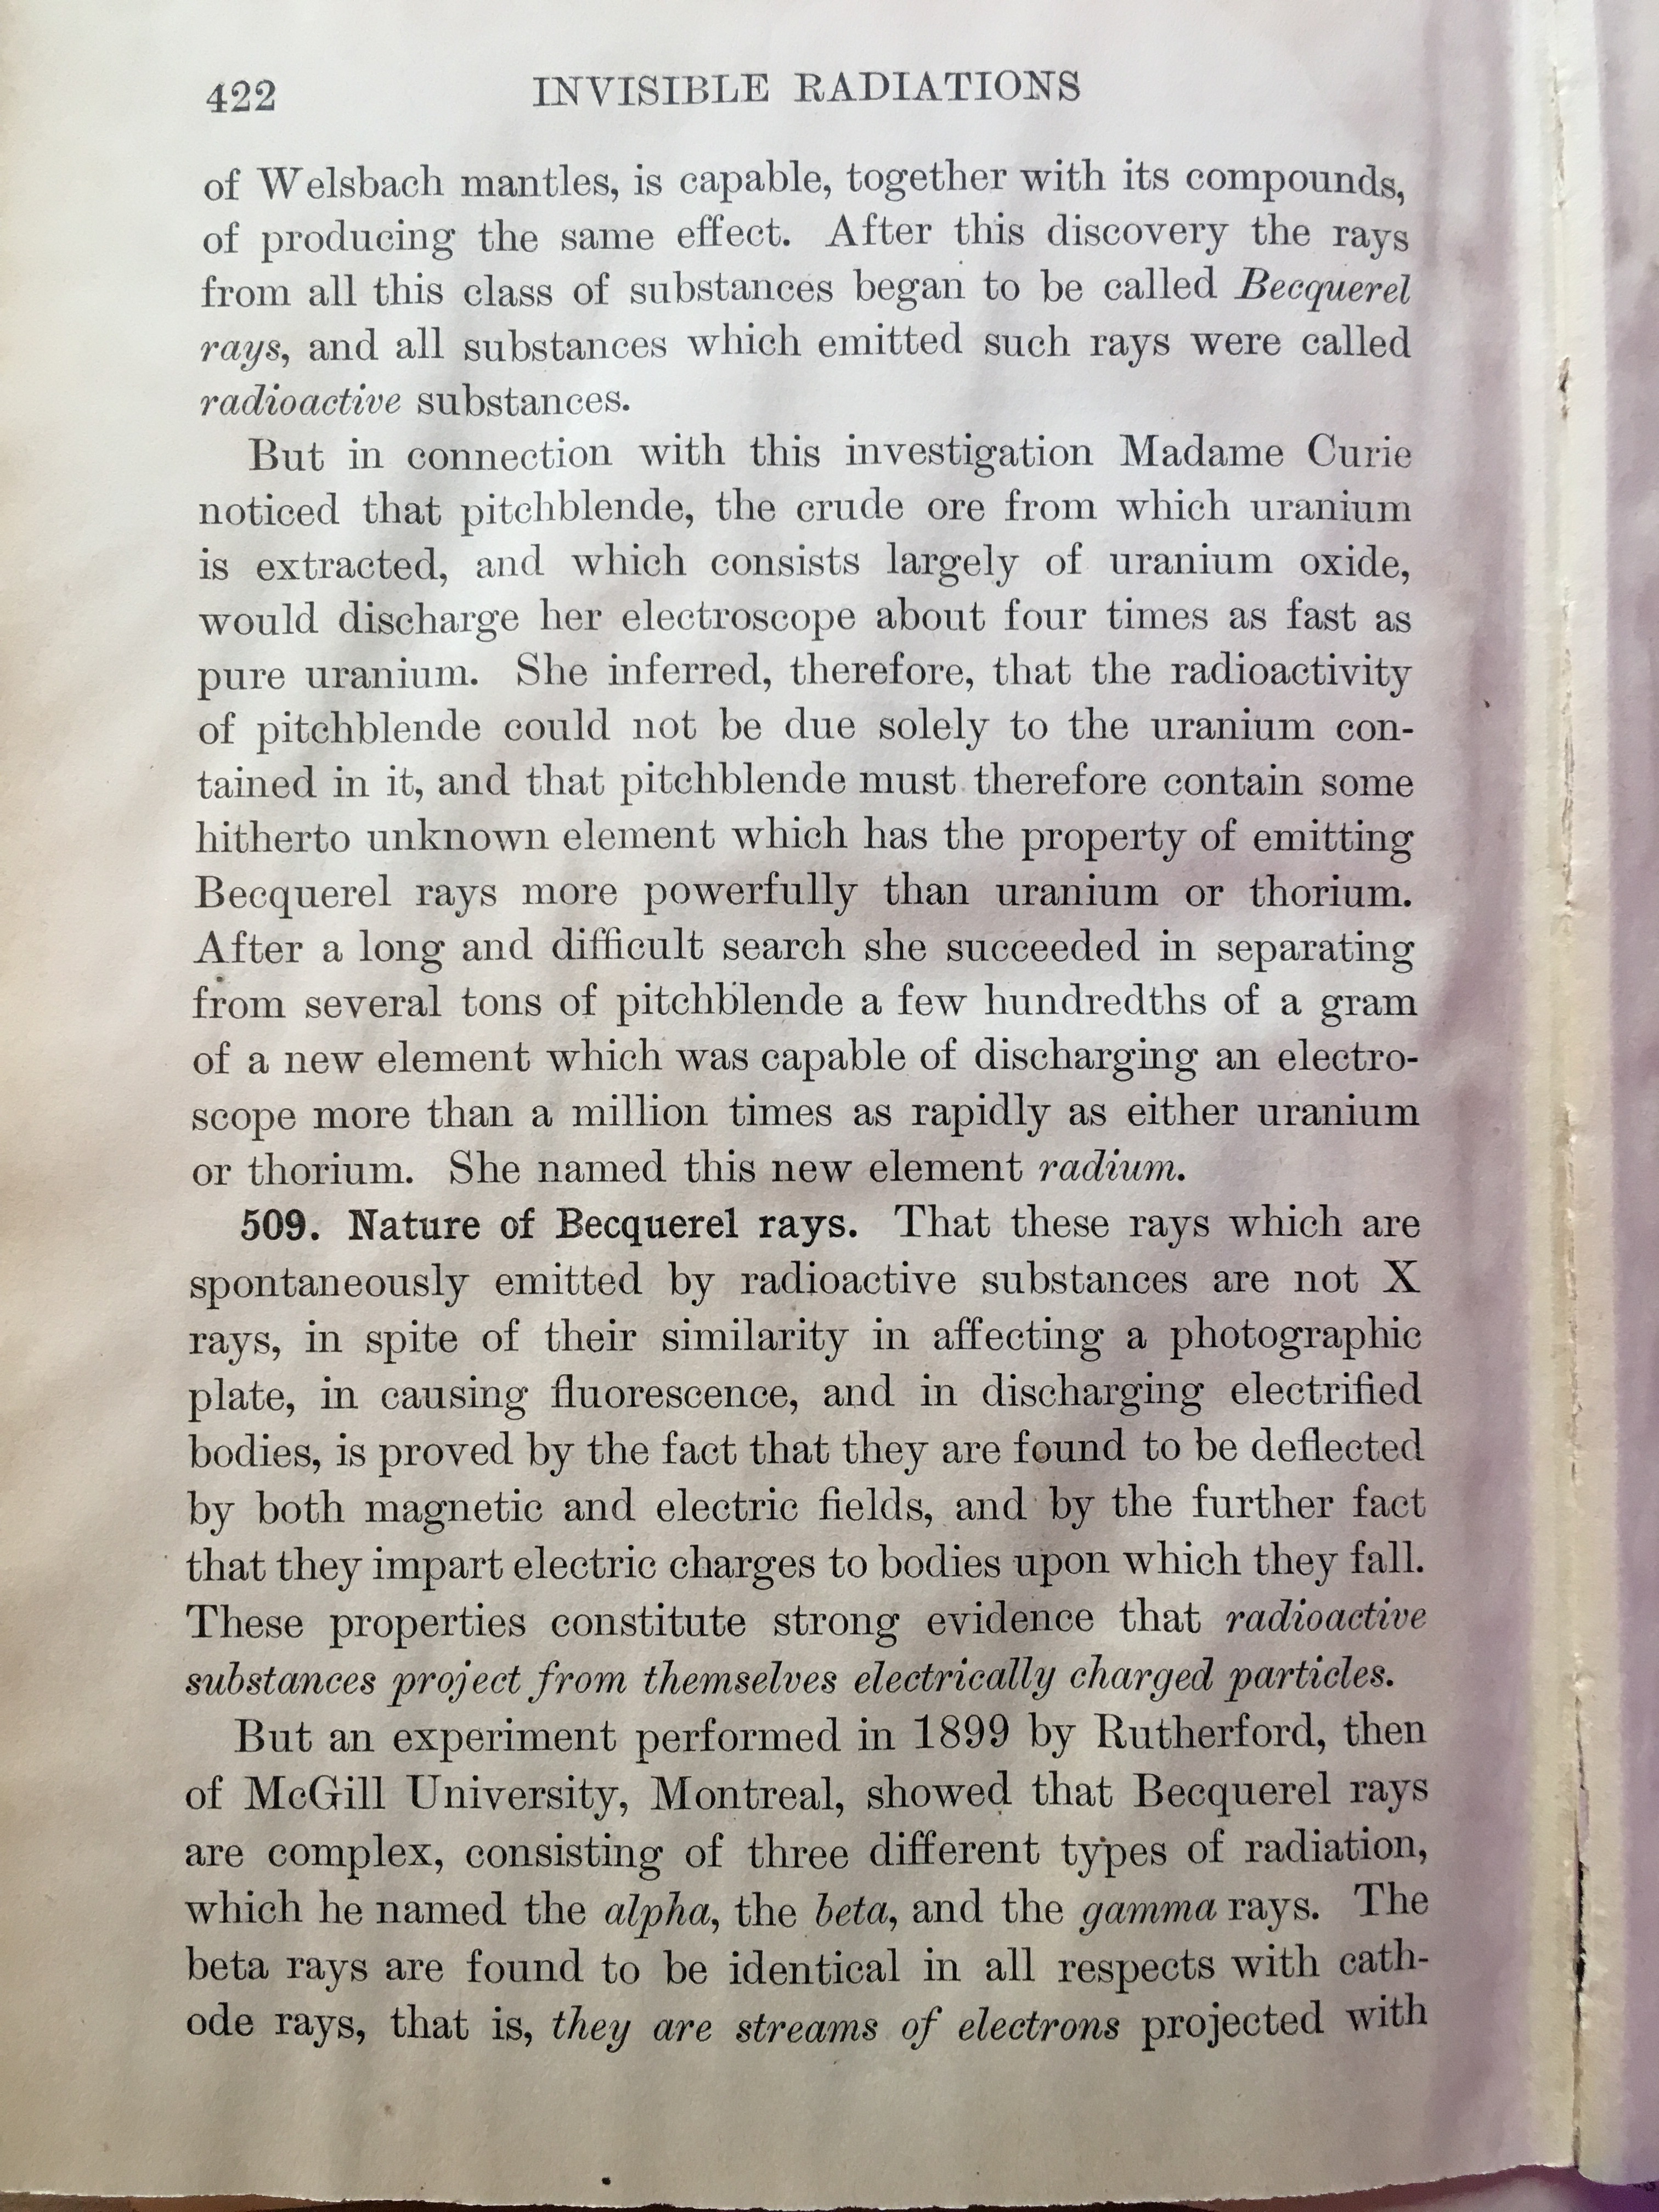 422 INVISIBLE RADIATIONS
of Welsbach mantles, is capable, together with its compounds,
of producing the same effect. After this discovery the rays
from all this class of substances began to be called Becquerel
rays, and all substances which emitted such rays were called
radioactive substances.
But in connection with this investigation Madame Curie
noticed that pitchblende, the crude ore from which uranium
is extracted, and which consists largely of uranium oxide,
would discharge her electroscope about four times as fast as
pure uranium. She inferred, therefore, that the radioactivity
of pitchblende could not be due solely to the uranium con-
tained in it, and that pitchblende must therefore contain some
hitherto unknown element which has the property of emitting
Becquerel rays more powerfully than uranium or thorium.
After a long and difficult search she succeeded in separating
from several tons of pitchblende a few hundredths of a gram
of a new element which was capable of discharging an electro-
scope more than a million times as rapidly as either uranium
or thorium. She named this new element radium.
509. Nature of Becquerel rays. That these rays which are
spontaneously emitted by radioactive substances are not X
rays, in spite of their similarity in affecting a photographic
plate, in causing fluorescence, and in discharging electrified
bodies, is proved by the fact that they are found to be deflected
by both magnetic and electric fields, and by the further fact
that they impart electric charges to bodies upon which they fall.
These properties constitute strong evidence that radioactive
substances project from themselves electrically charged particles.
But an experiment performed in 1899 by Rutherford, then
of McGill University, Montreal, showed that Becquerel rays
are complex, consisting of three different types of radiation,
which he named the alpha, the beta, and the gamma rays. The
beta rays are found to be identical in all respects with cath-
ode rays, that is, they are streams of electrons projected with